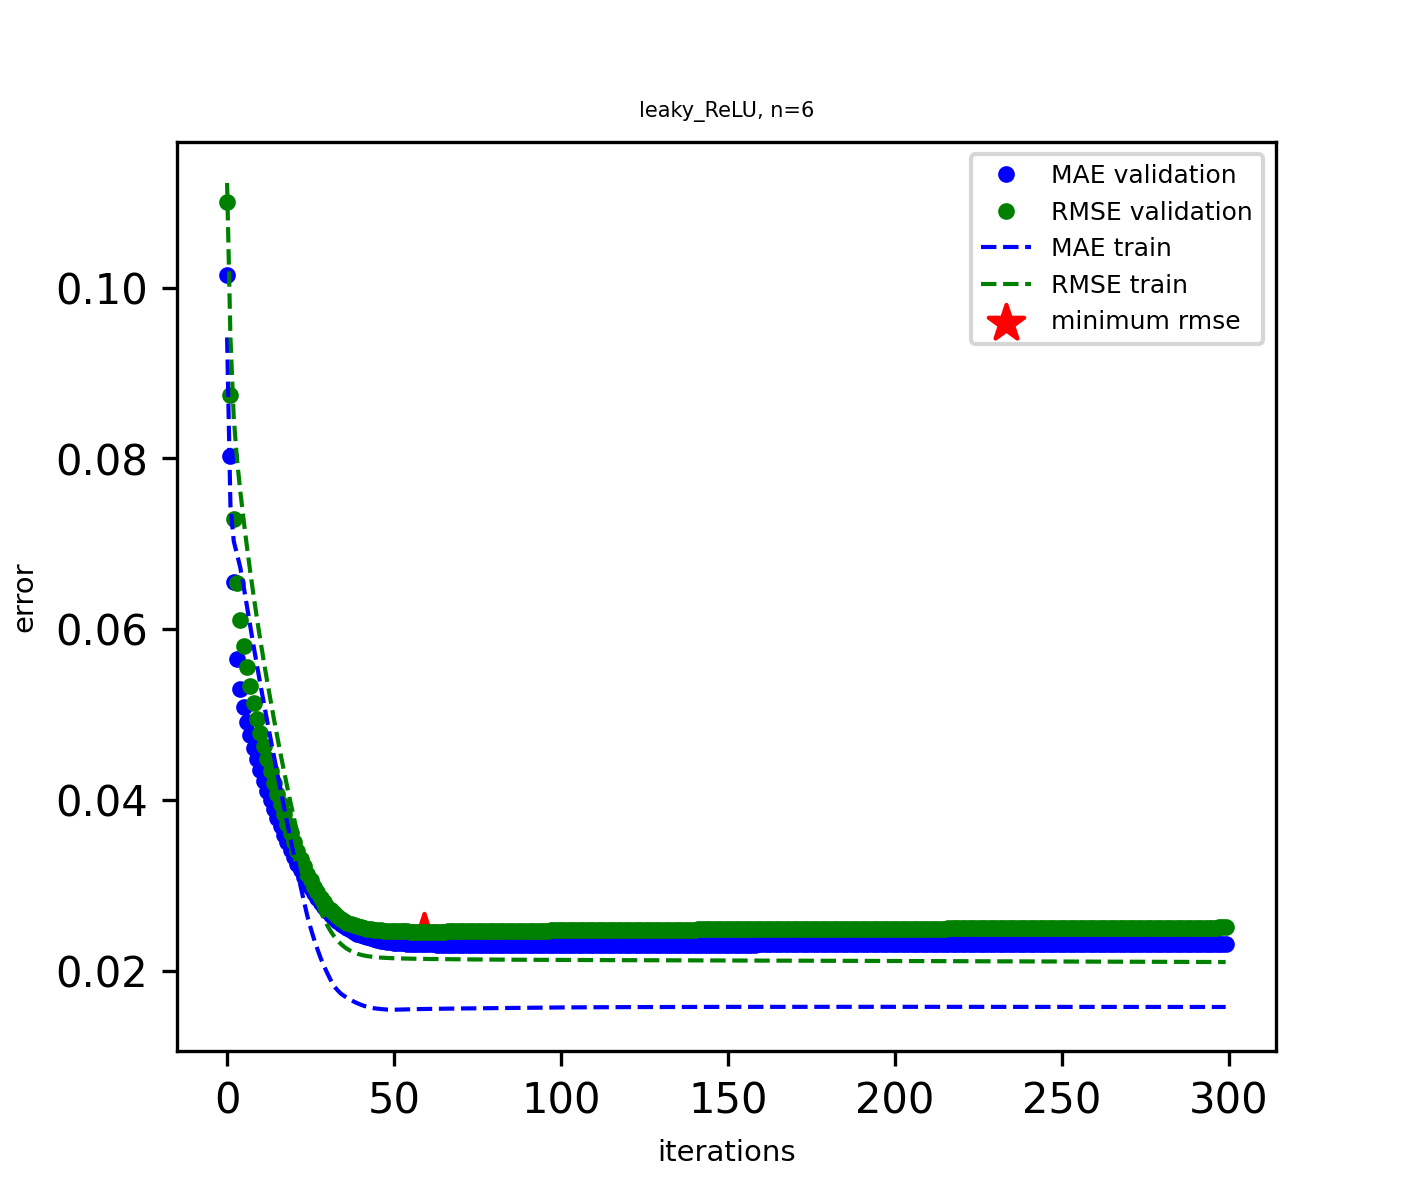 leaky_ReLU, n=6
MAE validation
RMSE validation
MAE train
RMSE train
minimum rmse
0.10
0.08
0.06
0.04
0.02
error
0 50 100 150 200 250 300
iterations